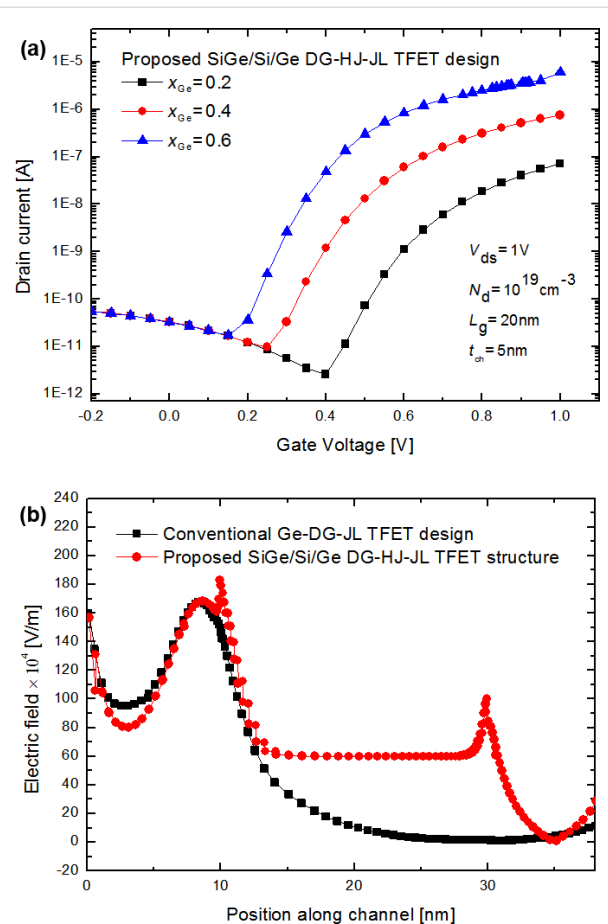 (a)
Proposed SiGe/Si/Ge DG-HJ-JL TFET design
xGe=0.2
xGe=0.4
xGe=0.6
1E-5
1E-6
1E-7
1E-8
1E-9
1E-10
1E-11
1E-12
Drain current [A]
Vds=1V
Nd=10^19cm^-3
Lg=20nm
tch=5nm
-0.2 0.0 0.2 0.4 0.6 0.8 1.0
Gate Voltage [V]
(b)
Conventional Ge-DG-JL TFET design
Proposed SiGe/Si/Ge DG-HJ-JL TFET structure
240
220
200
180
160
140
120
100
80
60
40
20
0
-20
Electric field × 10^4 [V/m]
0 10 20 30
Position along channel [nm]